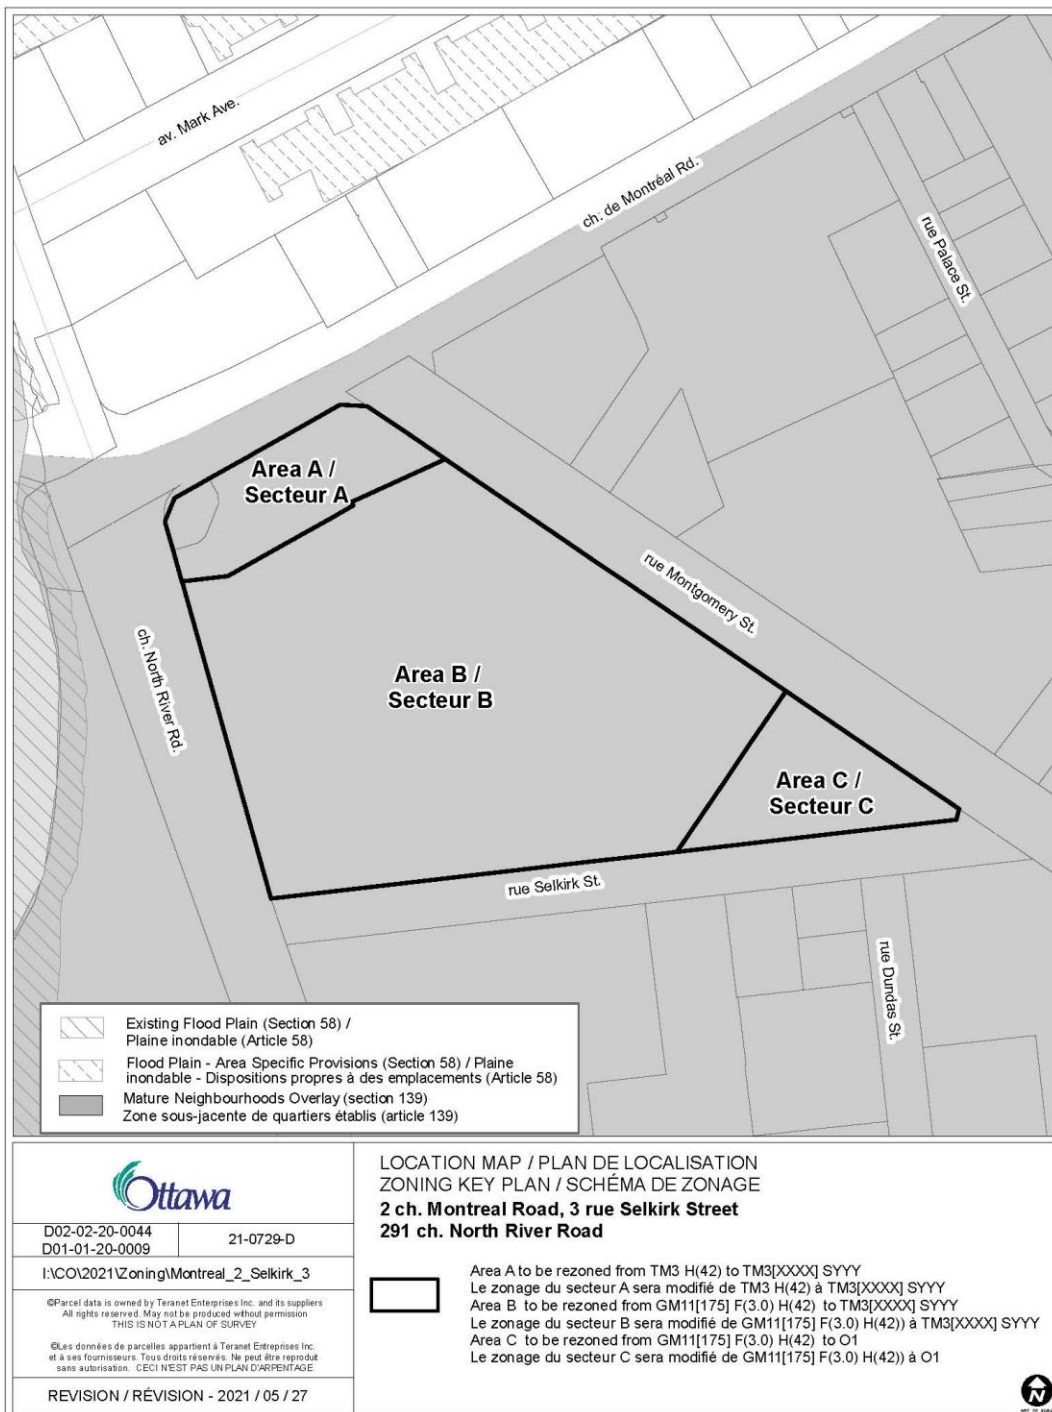 av. Mark Ave.
ch. de Montréal Rd.
rue Palace St.
Area A /
Secteur A
rue Montgomery St.
ch. North River Rd.
Area B /
Secteur B
Area C /
Secteur C
rue Selkirk St.
rue Dundas St.
Existing Flood Plain (Section 58) /
Plaine inondable (Article 58)
Flood Plain - Area Specific Provisions (Section 58) / Plaine
inondable - Dispositions propres à des emplacements (Article 58)
Mature Neighbourhoods Overlay (section 139)
Zone sous-jacente de quartiers établis (article 139)
Ottawa
D02-02-20-0044
D01-01-20-0009
21-0729-D
I:\CO\2021\Zoning\Montreal_2_Selkirk_3
©Parcel data is owned by Teranet Enterprises Inc. and its suppliers
All rights reserved. May not be produced without permission
THIS IS NOT A PLAN OF SURVEY
©Les données de parcelles appartient à Teranet Entreprises Inc.
et à ses fournisseurs. Tous droits réservés. Ne peut être reproduit
sans autorisation. CECI N'EST PAS UN PLAN D'ARPENTAGE
REVISION / RÉVISION - 2021 / 05 / 27
LOCATION MAP / PLAN DE LOCALISATION
ZONING KEY PLAN / SCHÉMA DE ZONAGE
2 ch. Montreal Road, 3 rue Selkirk Street
291 ch. North River Road
Area A to be rezoned from TM3 H(42) to TM3[XXXX] SYYY
Le zonage du secteur A sera modifié de TM3 H(42) à TM3[XXXX] SYYY
Area B to be rezoned from GM11[175] F(3.0) H(42) to TM3[XXXX] SYYY
Le zonage du secteur B sera modifié de GM11[175] F(3.0) H(42)) à TM3[XXXX] SYYY
Area C to be rezoned from GM11[175] F(3.0) H(42) to O1
Le zonage du secteur C sera modifié de GM11[175] F(3.0) H(42)) à O1
N